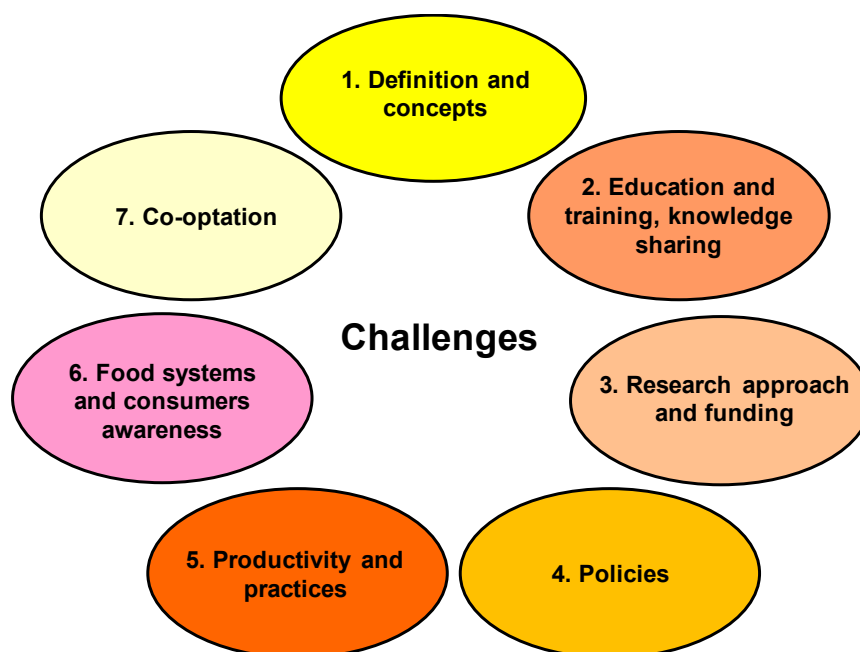 1. Definition and
concepts
2. Education and
training, knowledge
sharing
7. Co-optation
Challenges
3. Research approach
and funding
6. Food systems
and consumers
awareness
5. Productivity and
practices
4. Policies